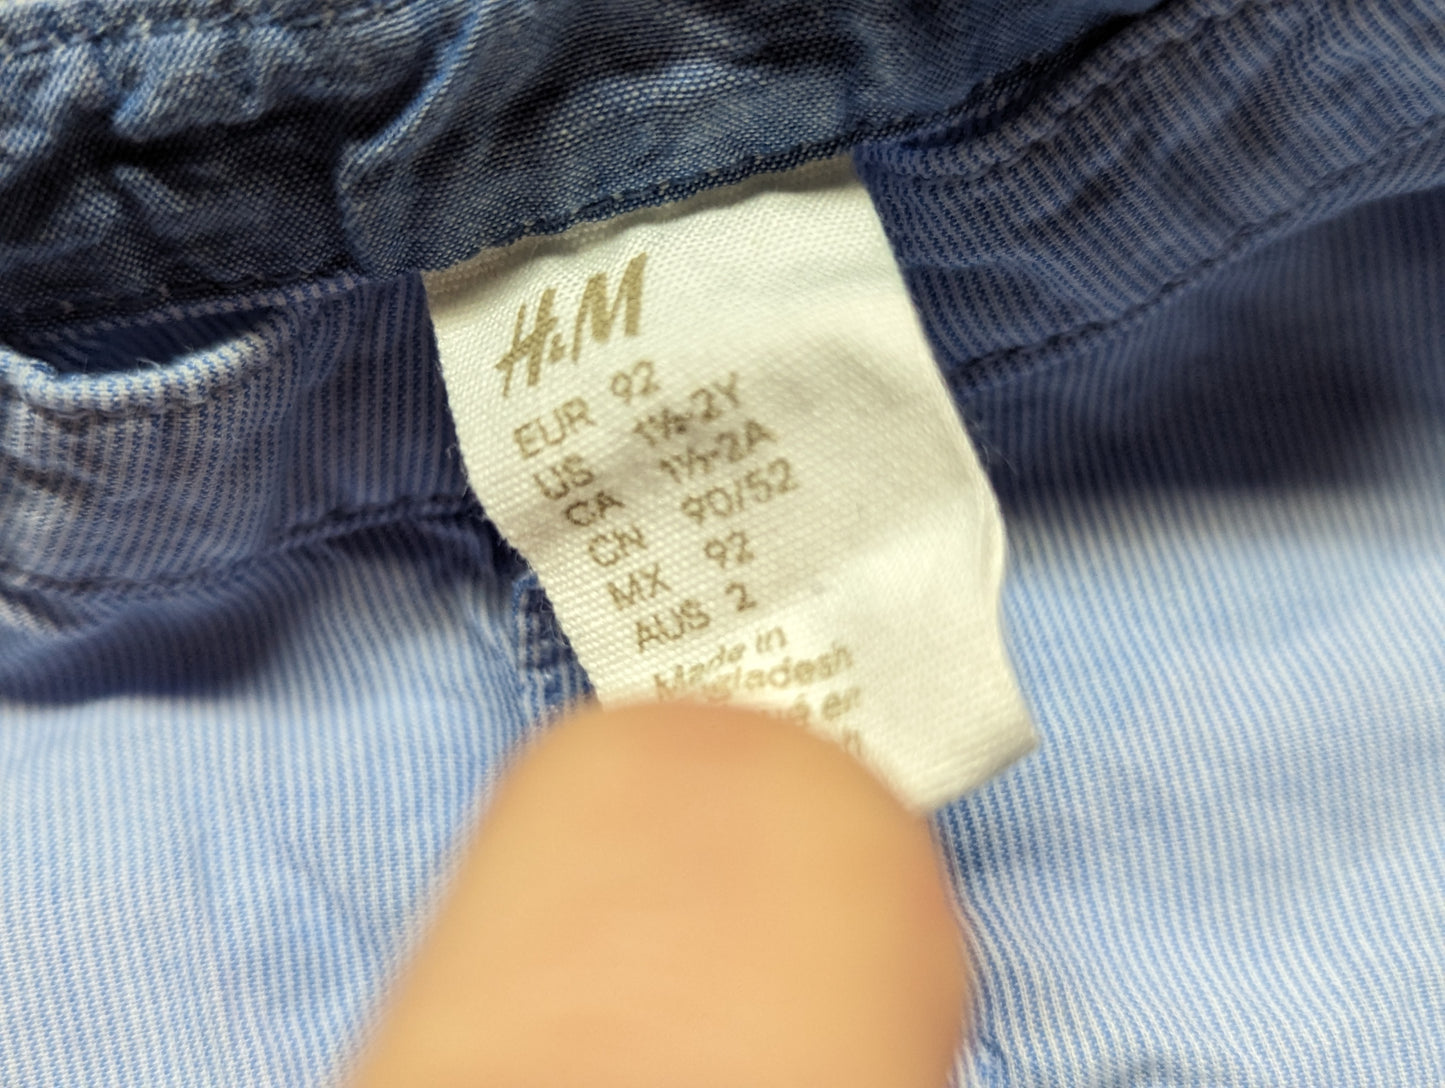 H&M
EUR 92
US 1½-2Y
CA 1½-2A
CN 90/52
MX 92
AUS 2
Made in